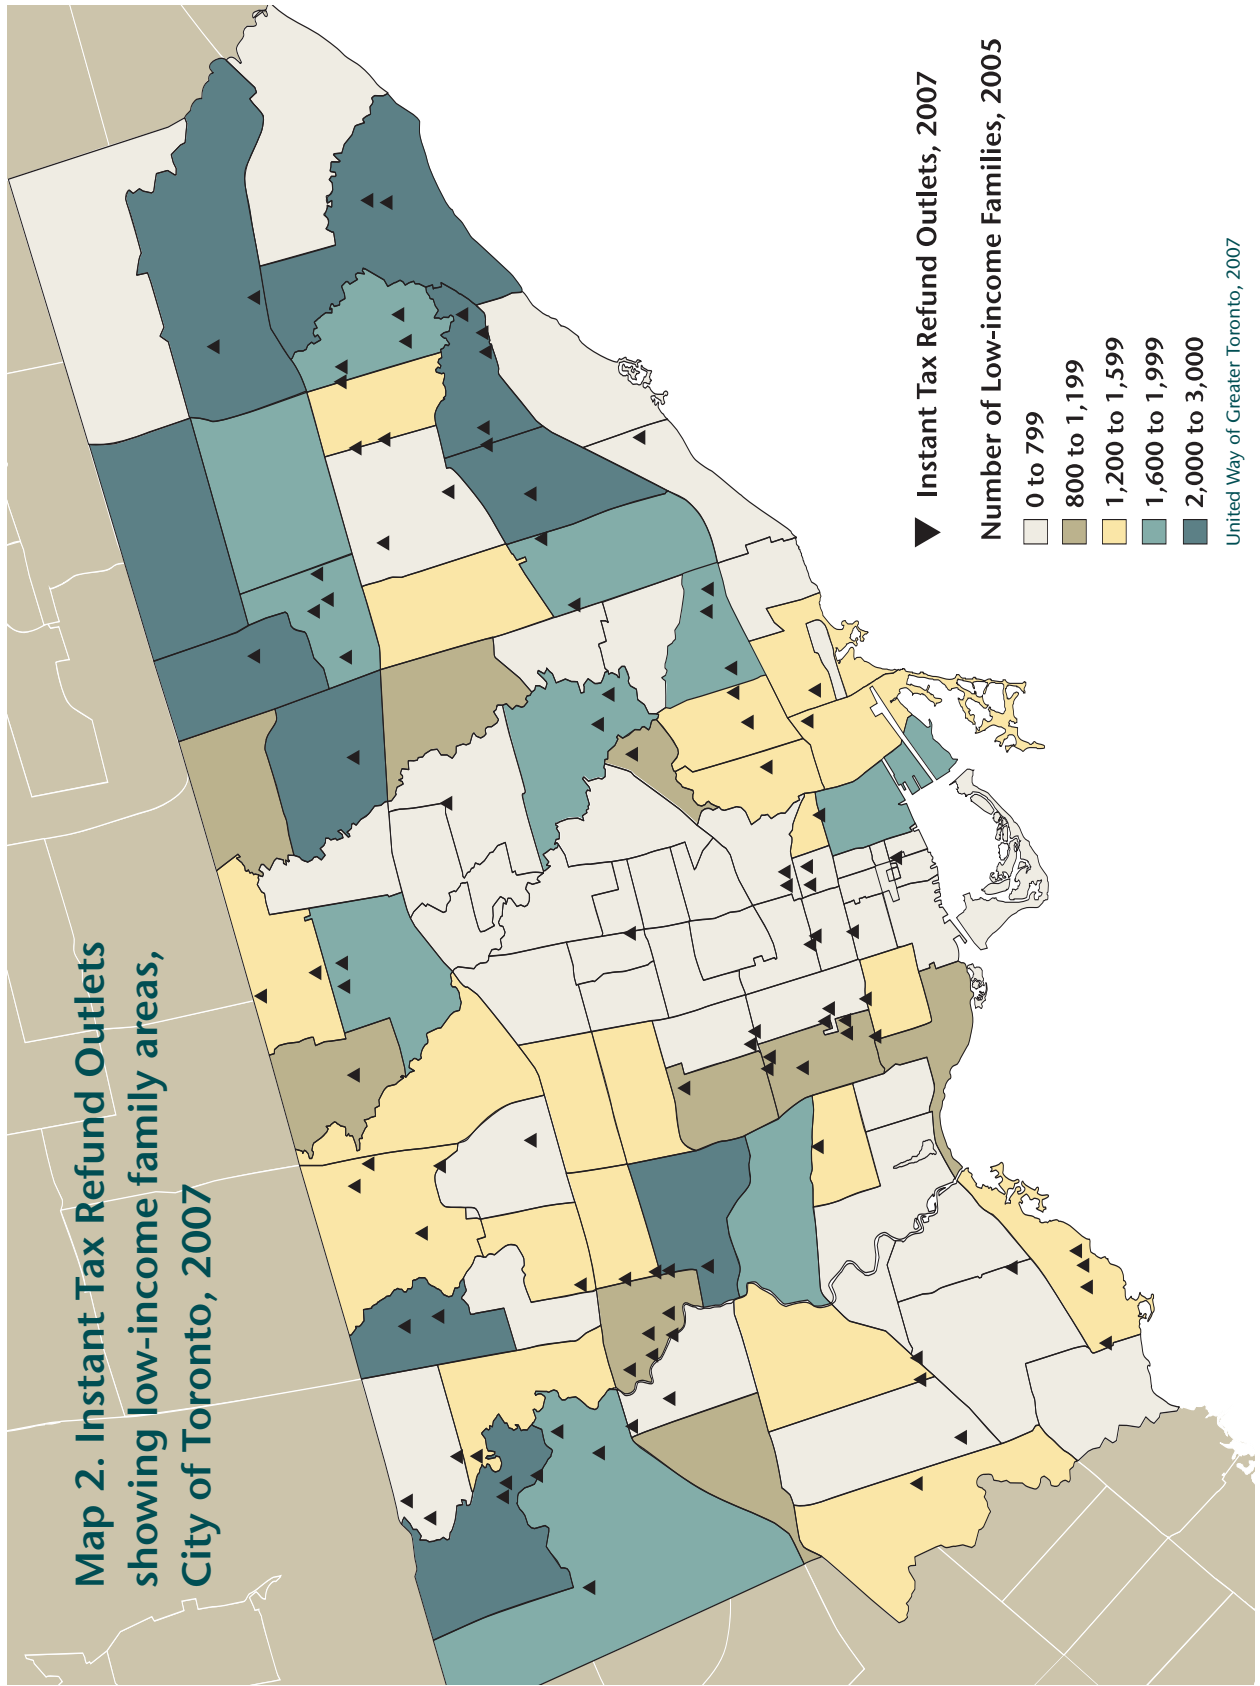 Map 2. Instant Tax Refund Outlets
showing low-income family areas,
City of Toronto, 2007
Instant Tax Refund Outlets, 2007
Number of Low-income Families, 2005
0 to 799
800 to 1,199
1,200 to 1,599
1,600 to 1,999
2,000 to 3,000
United Way of Greater Toronto, 2007